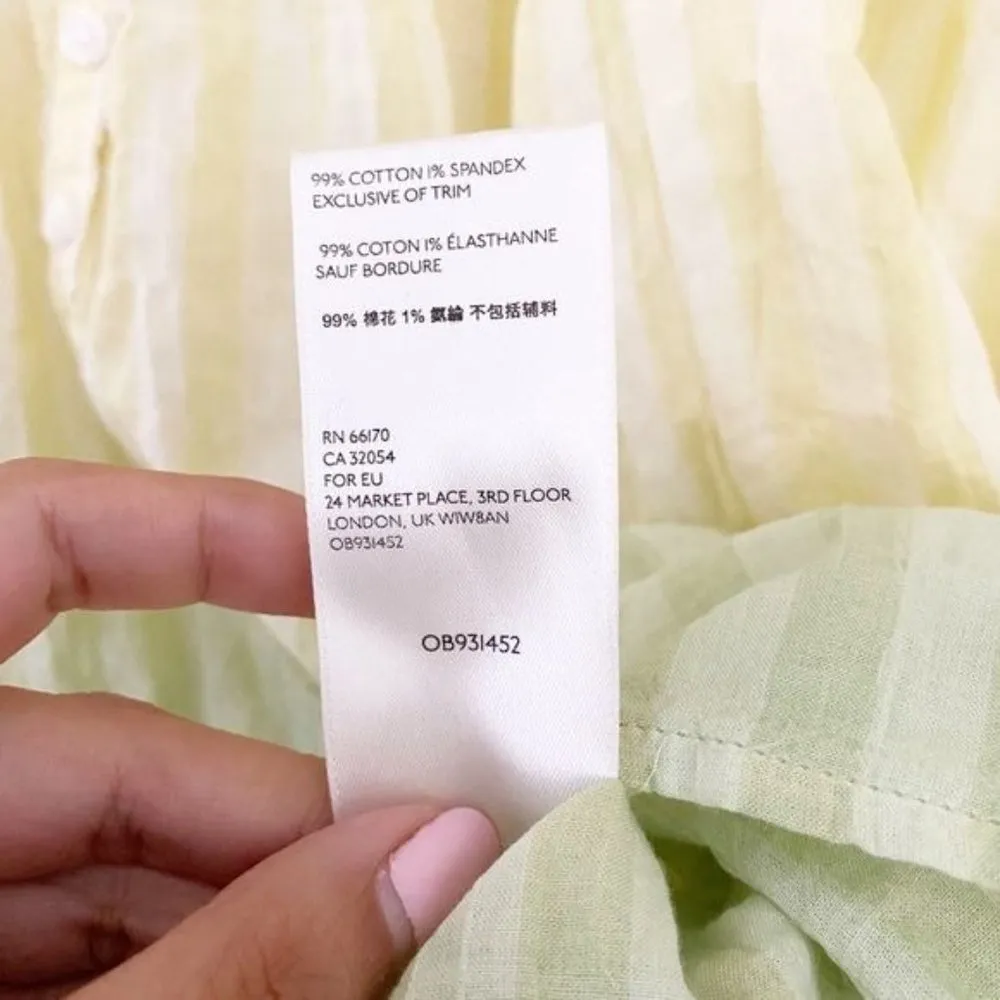 99% COTTON 1% SPANDEX
EXCLUSIVE OF TRIM
99% COTON 1% ÉLASTHANNE
SAUF BORDURE
99% 棉花 1% 氨綸 不包括辅料
RN 66170
CA 32054
FOR EU
24 MARKET PLACE, 3RD FLOOR
LONDON, UK W1W8AN
OB931452
OB931452